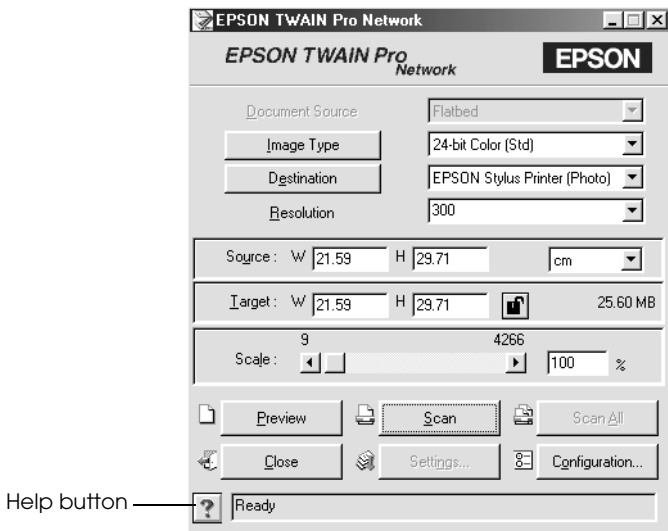 EPSON TWAIN Pro Network
EPSON TWAIN Pro
Network
EPSON
Document Source Flatbed
Image Type 24-bit Color (Std)
Destination EPSON Stylus Printer (Photo)
Resolution 300
Source : W 21.59 H 29.71 cm
Target : W 21.59 H 29.71 25.60 MB
9 4266
Scale : 100 %
Preview Scan Scan All
Close Settings... Configuration...
Help button ? Ready